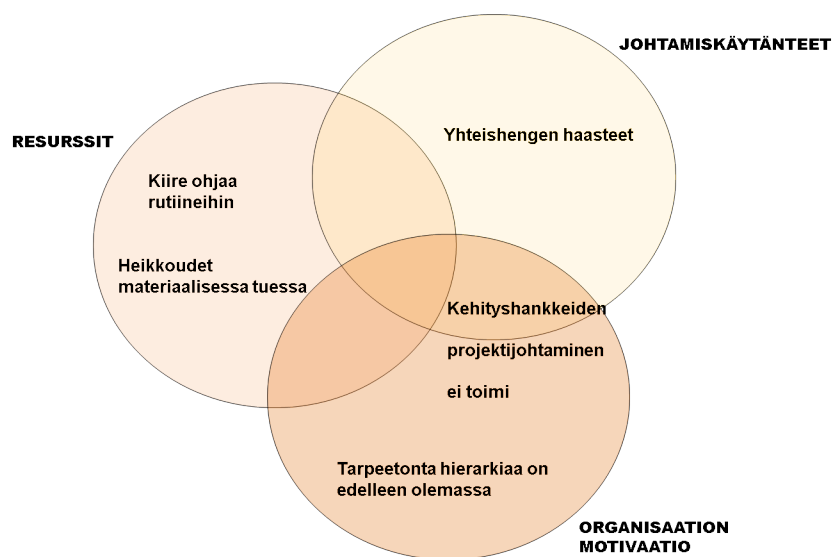 JOHTAMISKÄYTÄNTEET
RESURSSIT
Yhteishengen haasteet
Kiire ohjaa
rutiineihin
Heikkoudet
materiaalisessa tuessa
Kehityshankkeiden
projektijohtaminen
ei toimi
Tarpeetonta hierarkiaa on
edelleen olemassa
ORGANISAATION
MOTIVAATIO